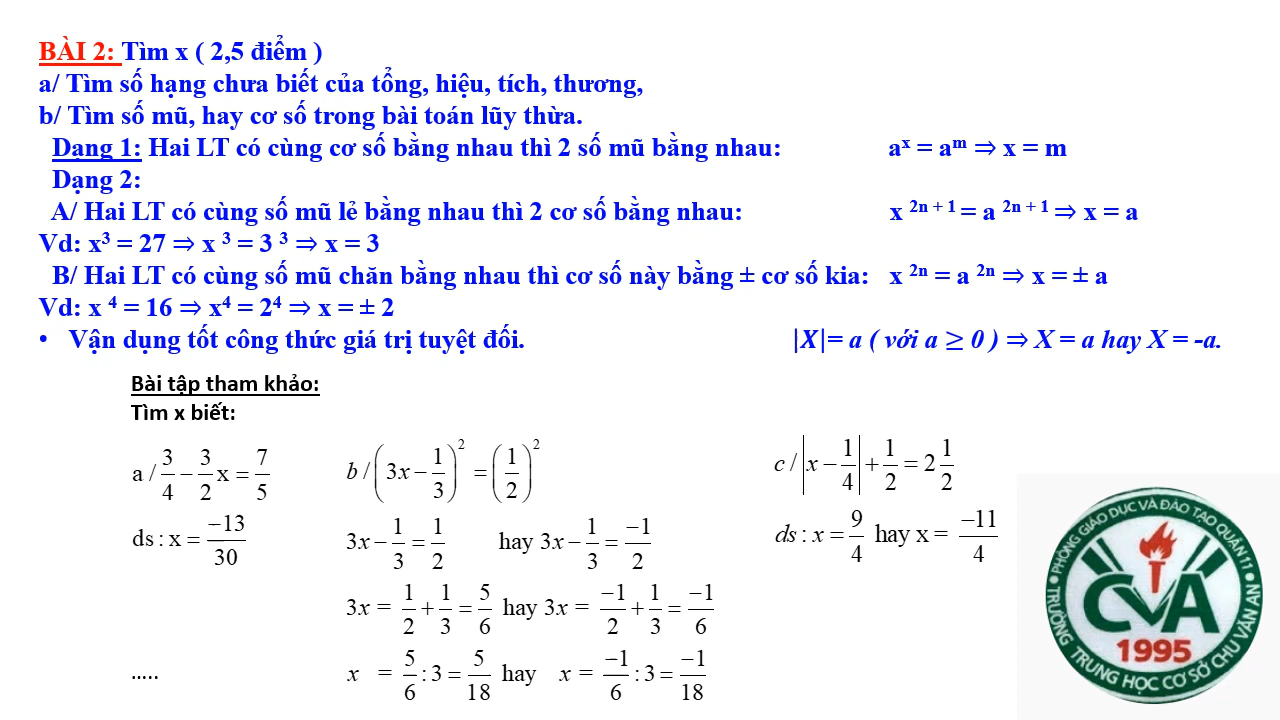 BÀI 2: Tìm x ( 2,5 điểm )
a/ Tìm số hạng chưa biết của tổng, hiệu, tích, thương,
b/ Tìm số mũ, hay cơ số trong bài toán lũy thừa.
Dạng 1: Hai LT có cùng cơ số bằng nhau thì 2 số mũ bằng nhau: aˣ = aᵐ ⇒ x = m
Dạng 2:
A/ Hai LT có cùng số mũ lẻ bằng nhau thì 2 cơ số bằng nhau: x ^(2n + 1) = a ^(2n + 1) ⇒ x = a
Vd: x³ = 27 ⇒ x ³ = 3 ³ ⇒ x = 3
B/ Hai LT có cùng số mũ chăn bằng nhau thì cơ số này bằng ± cơ số kia: x ^(2n) = a ^(2n) ⇒ x = ± a
Vd: x ⁴ = 16 ⇒ x⁴ = 2⁴ ⇒ x = ± 2
• Vận dụng tốt công thức giá trị tuyệt đối. |X|= a ( với a ≥ 0 ) ⇒ X = a hay X = -a.
Bài tập tham khảo:
Tìm x biết:
a / 3/4 − 3/2 x = 7/5
ds : x = −13/30
.....
b / (3x − 1/3)² = (1/2)²
3x − 1/3 = 1/2 hay 3x − 1/3 = −1/2
3x = 1/2 + 1/3 = 5/6 hay 3x = −1/2 + 1/3 = −1/6
x = 5/6 : 3 = 5/18 hay x = −1/6 : 3 = −1/18
c / |x − 1/4| + 1/2 = 2 1/2
ds : x = 9/4 hay x = −11/4
PHÒNG GIÁO DỤC VÀ ĐÀO TẠO QUẬN 11
CVA
1995
TRƯỜNG TRUNG HỌC CƠ SỞ CHU VĂN AN